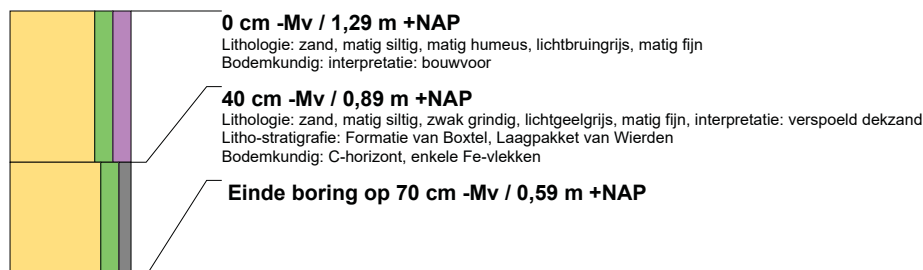 0 cm -Mv / 1,29 m +NAP
Lithologie: zand, matig siltig, matig humeus, lichtbruingrijs, matig fijn
Bodemkundig: interpretatie: bouwvoor
40 cm -Mv / 0,89 m +NAP
Lithologie: zand, matig siltig, zwak grindig, lichtgeelgrijs, matig fijn, interpretatie: verspoeld dekzand
Litho-stratigrafie: Formatie van Boxtel, Laagpakket van Wierden
Bodemkundig: C-horizont, enkele Fe-vlekken
Einde boring op 70 cm -Mv / 0,59 m +NAP